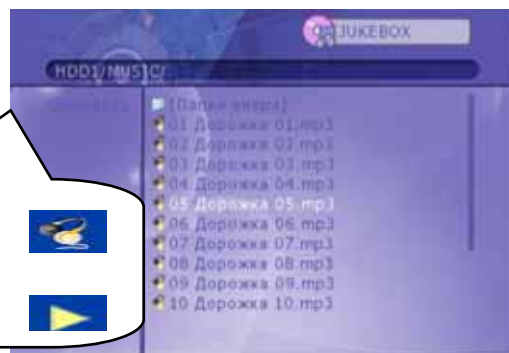 JUKEBOX
HDD1/MUSIC/
[Папка вверх]
01 Дорожка 01.mp3
02 Дорожка 02.mp3
03 Дорожка 03.mp3
04 Дорожка 04.mp3
05 Дорожка 05.mp3
06 Дорожка 06.mp3
07 Дорожка 07.mp3
08 Дорожка 08.mp3
09 Дорожка 09.mp3
10 Дорожка 10.mp3